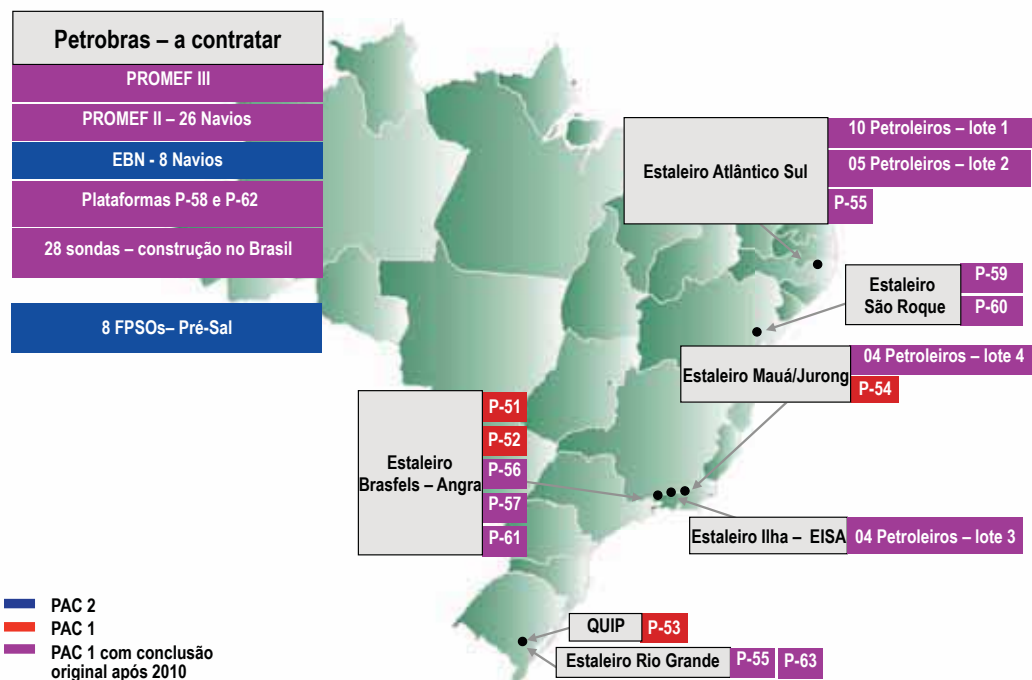 Petrobras – a contratar
PROMEF III
PROMEF II – 26 Navios
EBN - 8 Navios
Plataformas P-58 e P-62
28 sondas – construção no Brasil
8 FPSOs– Pré-Sal
Estaleiro Atlântico Sul
10 Petroleiros – lote 1
05 Petroleiros – lote 2
P-55
Estaleiro
São Roque
P-59
P-60
Estaleiro Mauá/Jurong
04 Petroleiros – lote 4
P-54
Estaleiro
Brasfels – Angra
P-51
P-52
P-56
P-57
P-61
Estaleiro Ilha –  EISA
04 Petroleiros – lote 3
QUIP
P-53
Estaleiro Rio Grande
P-55
P-63
PAC 2
PAC 1
PAC 1 com conclusão
original após 2010